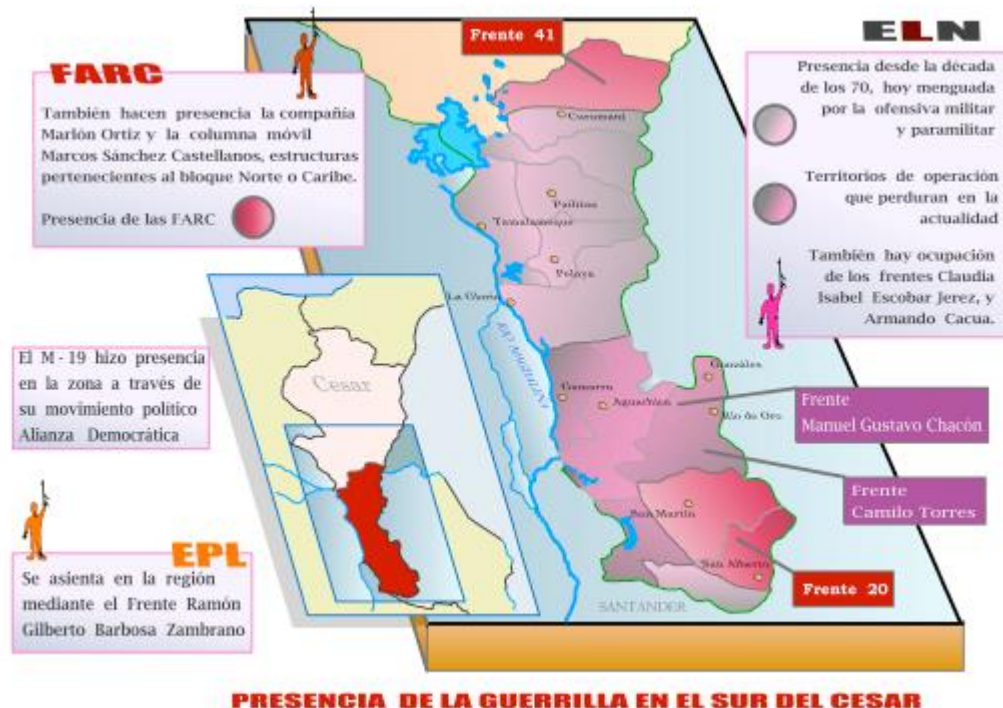 FARC
También hacen presencia la compañía
Marlón Ortiz y la columna móvil
Marcos Sánchez Castellanos, estructuras
pertenecientes al bloque Norte o Caribe.
Presencia de las FARC
Frente 41
ELN
Presencia desde la década
de los 70, hoy menguada
por la ofensiva militar
y paramilitar
Territorios de operación
que perduran en la
actualidad
También hay ocupación
de los frentes Claudia
Isabel Escobar Jerez, y
Armando Cacua.
Curumaní
Pailitas
Tamalameque
Pelaya
La Gloria
RIO MAGDALENA
Gamarra
Aguachica
González
Río de Oro
San Martín
San Alberto
SANTANDER
Frente
Manuel Gustavo Chacón
Frente
Camilo Torres
Frente 20
Cesar
El M - 19 hizo presencia
en la zona a través de
su movimiento político
Alianza Democrática
EPL
Se asienta en la región
mediante el Frente Ramón
Gilberto Barbosa Zambrano
PRESENCIA DE LA GUERRILLA EN EL SUR DEL CESAR